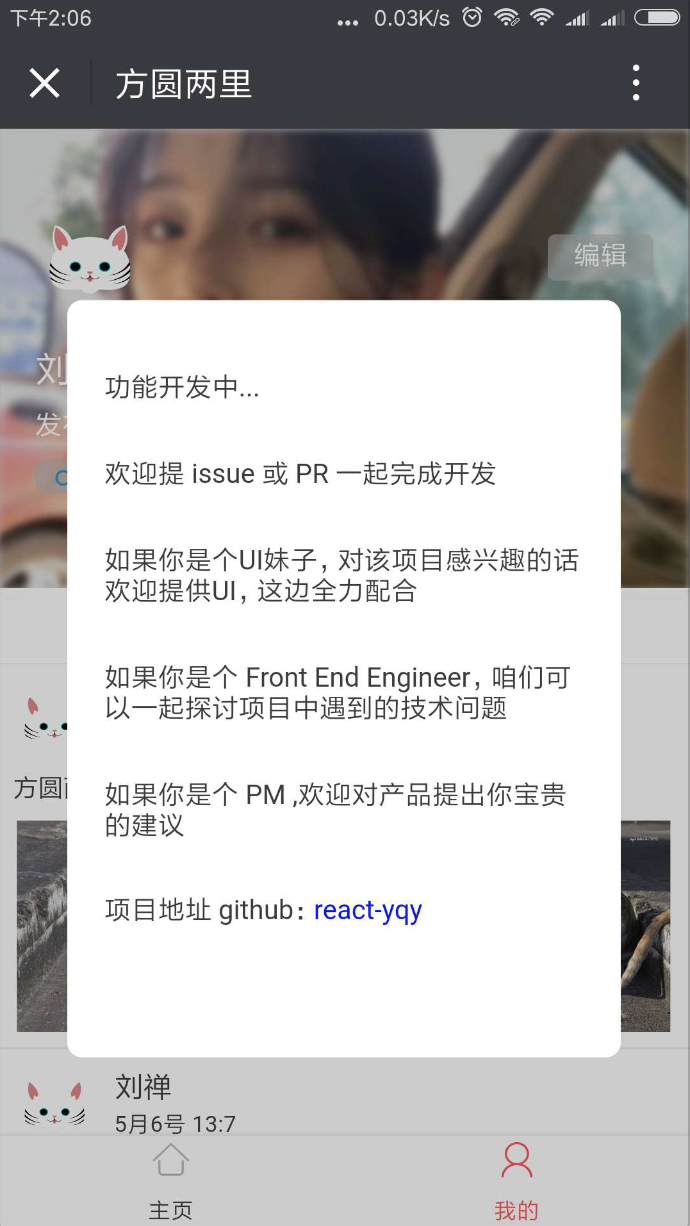 下午2:06
... 0.03K/s
方圆两里
编辑
刘
功能开发中...
欢迎提 issue 或 PR 一起完成开发
如果你是个UI妹子，对该项目感兴趣的话
欢迎提供UI，这边全力配合
如果你是个 Front End Engineer，咱们可
以一起探讨项目中遇到的技术问题
如果你是个 PM ,欢迎对产品提出你宝贵
的建议
方圆
项目地址 github：react-yqy
刘禅
5月6号 13:7
主页
我的